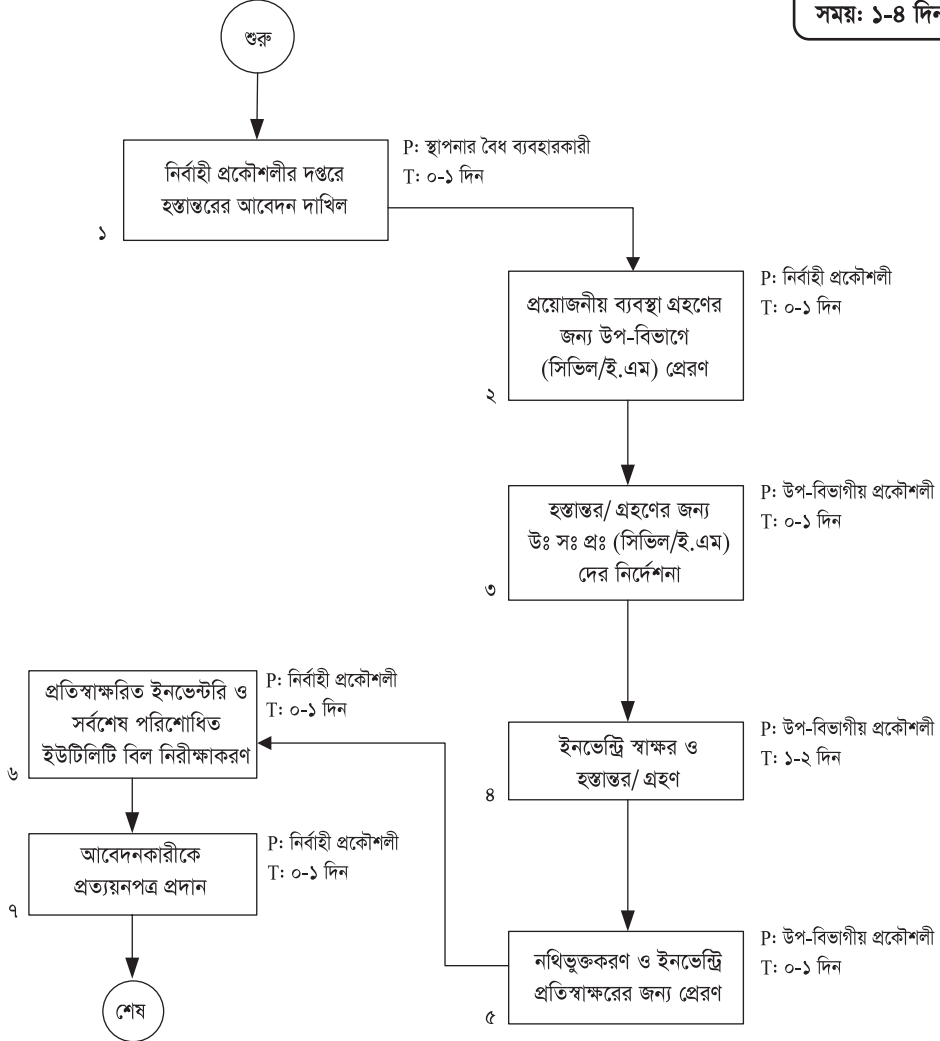 সময়: ১-৪ দিন
শুরু
P: স্থাপনার বৈধ ব্যবহারকারী
T: ০-১ দিন
নির্বাহী প্রকৌশলীর দপ্তরে
হস্তান্তরের আবেদন দাখিল
১
P: নির্বাহী প্রকৌশলী
T: ০-১ দিন
প্রয়োজনীয় ব্যবস্থা গ্রহণের
জন্য উপ-বিভাগে
(সিভিল/ই.এম) প্রেরণ
২
P: উপ-বিভাগীয় প্রকৌশলী
T: ০-১ দিন
হস্তান্তর/ গ্রহণের জন্য
উঃ সঃ প্রঃ (সিভিল/ই.এম)
দের নির্দেশনা
৩
P: উপ-বিভাগীয় প্রকৌশলী
T: ১-২ দিন
ইনভেন্ট্রি স্বাক্ষর ও
হস্তান্তর/ গ্রহণ
৪
P: উপ-বিভাগীয় প্রকৌশলী
T: ০-১ দিন
নথিভুক্তকরণ ও ইনভেন্ট্রি
প্রতিস্বাক্ষরের জন্য প্রেরণ
৫
P: নির্বাহী প্রকৌশলী
T: ০-১ দিন
প্রতিস্বাক্ষরিত ইনভেন্টরি ও
সর্বশেষ পরিশোধিত
ইউটিলিটি বিল নিরীক্ষাকরণ
৬
P: নির্বাহী প্রকৌশলী
T: ০-১ দিন
আবেদনকারীকে
প্রত্যয়নপত্র প্রদান
৭
শেষ